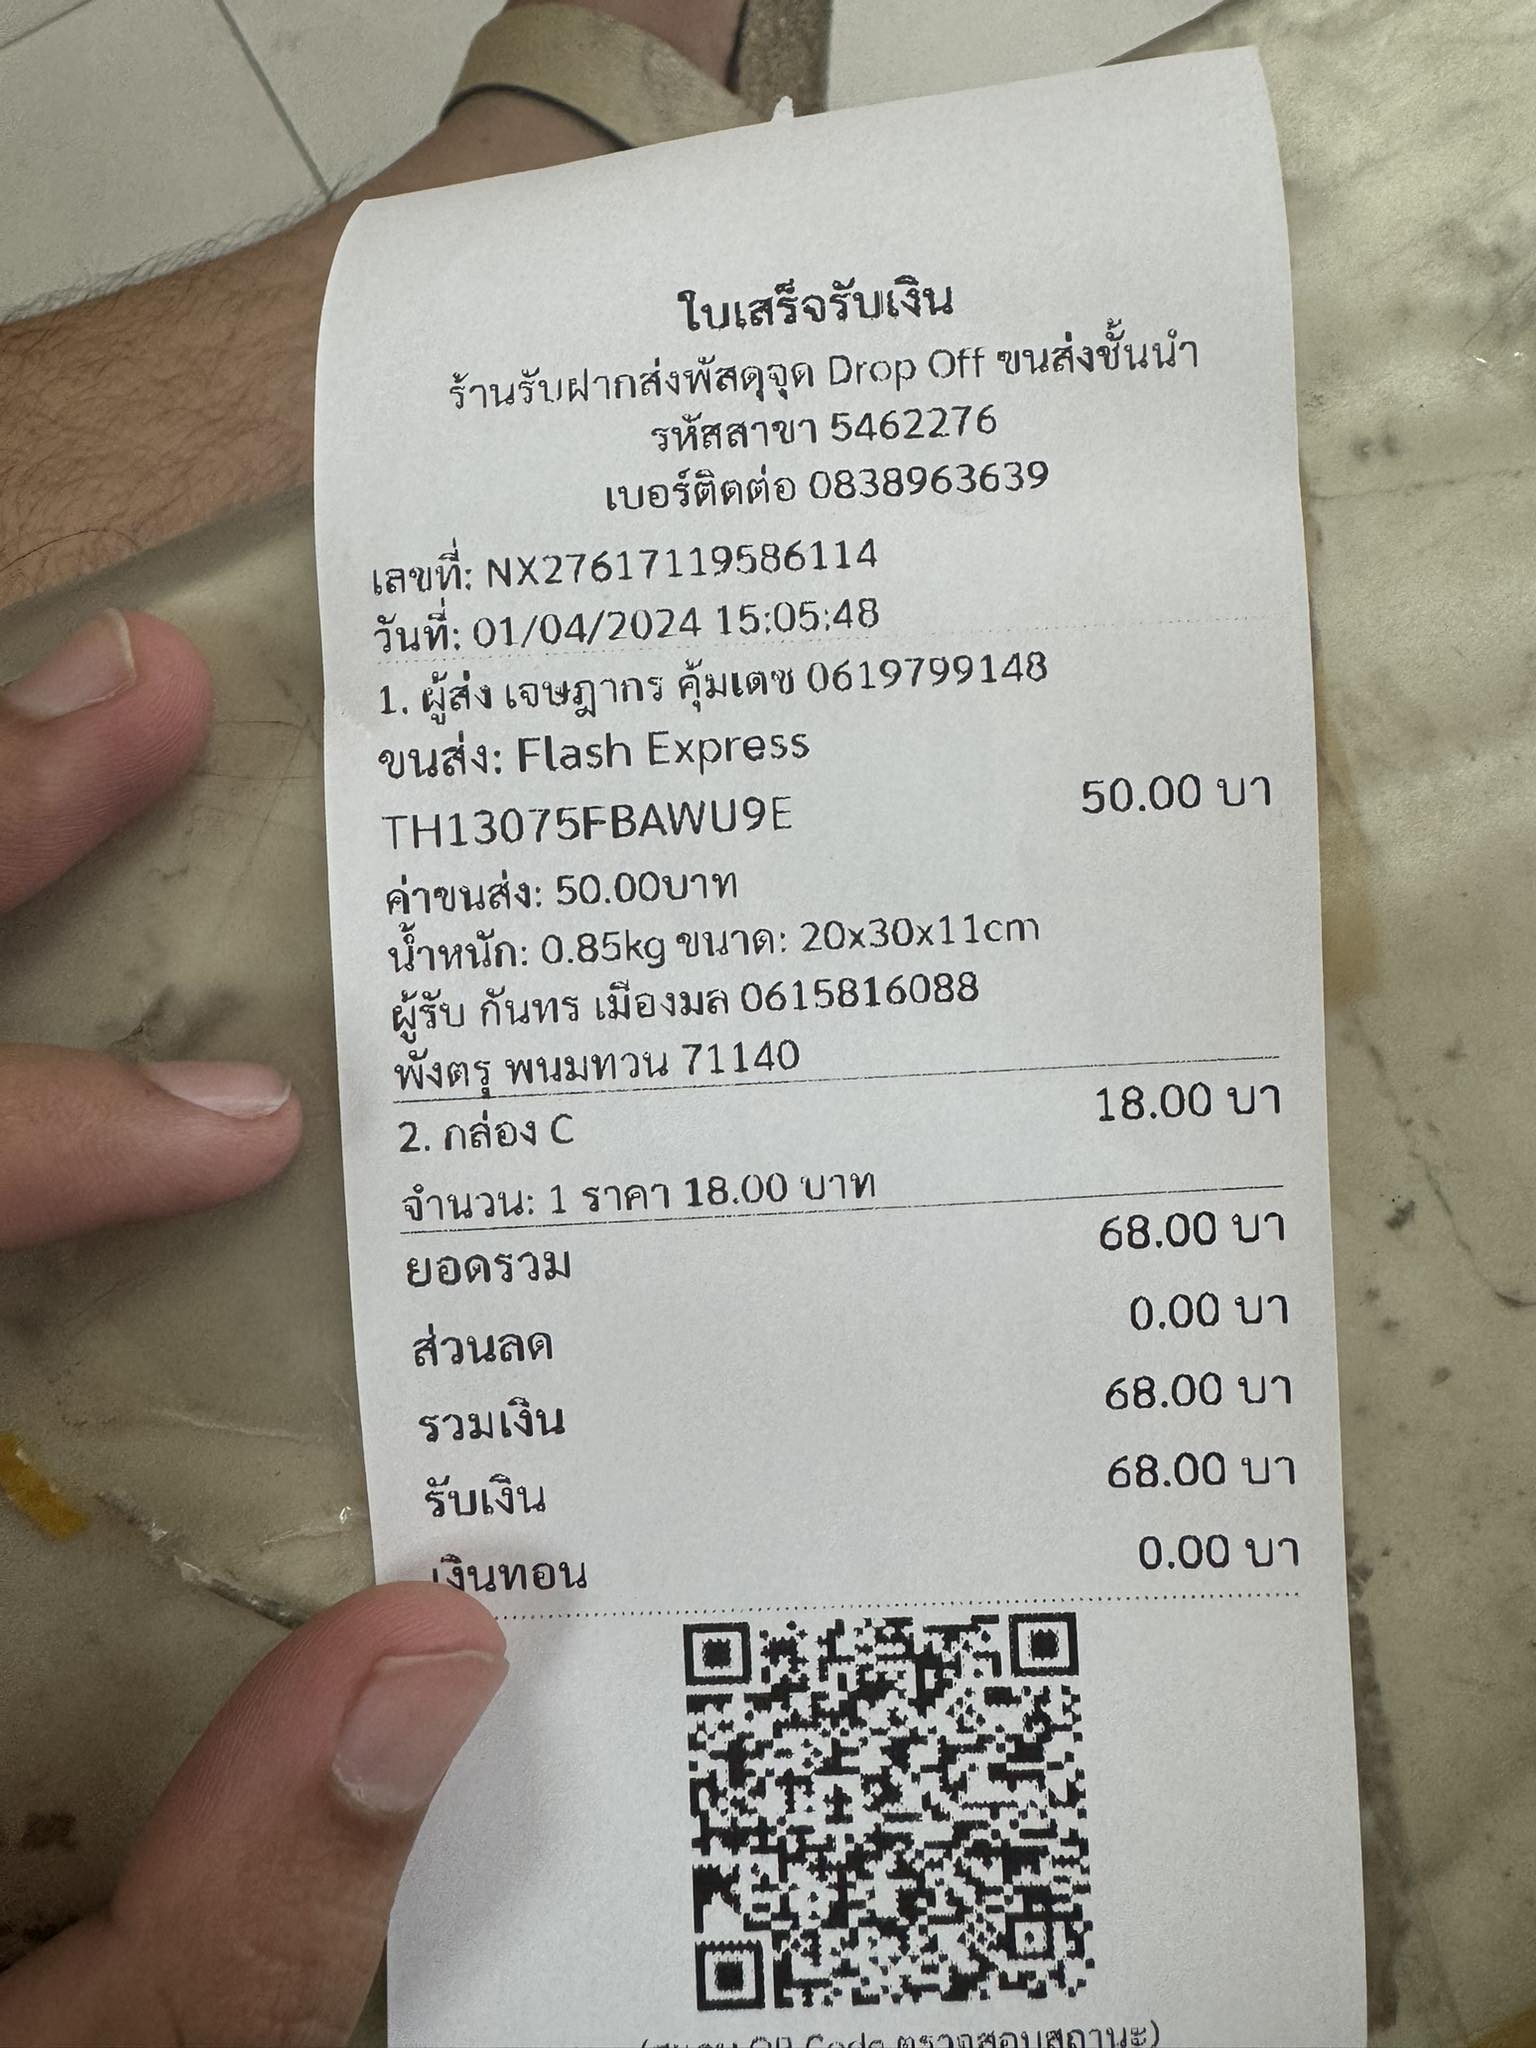 ใบเสร็จรับเงิน
ร้านรับฝากส่งพัสดุจุด Drop Off ขนส่งชั้นนำ
รหัสสาขา 5462276
เบอร์ติดต่อ 0838963639
เลขที่: NX27617119586114
วันที่: 01/04/2024 15:05:48
1. ผู้ส่ง เจษฎากร คุ้มเดช 0619799148
ขนส่ง: Flash Express
TH13075FBAWU9E 50.00 บา
ค่าขนส่ง: 50.00บาท
น้ำหนัก: 0.85kg ขนาด: 20x30x11cm
ผู้รับ กันทร เมืองมล 0615816088
พังตรุ พนมทวน 71140
2. กล่อง C 18.00 บา
จำนวน: 1 ราคา 18.00 บาท
ยอดรวม 68.00 บา
ส่วนลด 0.00 บา
รวมเงิน 68.00 บา
รับเงิน 68.00 บา
เงินทอน 0.00 บา
QR Code ตรวจสอบสถานะ)